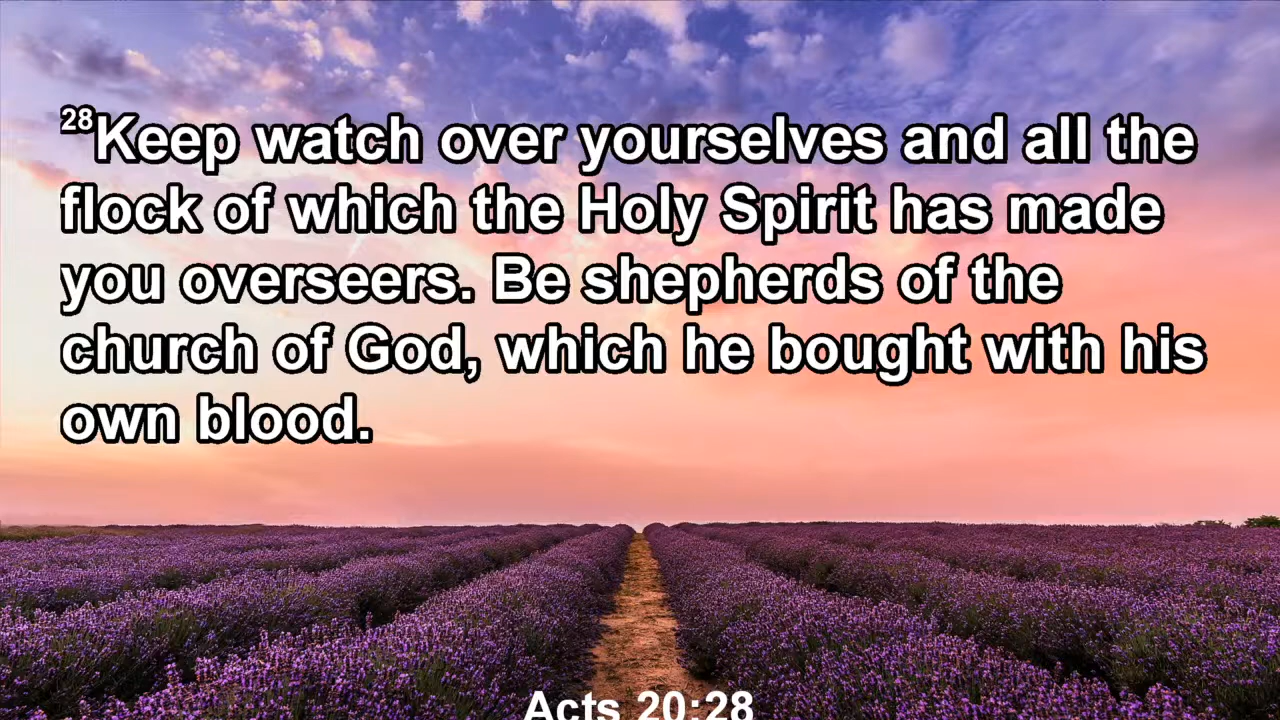 28Keep watch over yourselves and all the
flock of which the Holy Spirit has made
you overseers. Be shepherds of the
church of God, which he bought with his
own blood.
Acts 20:28